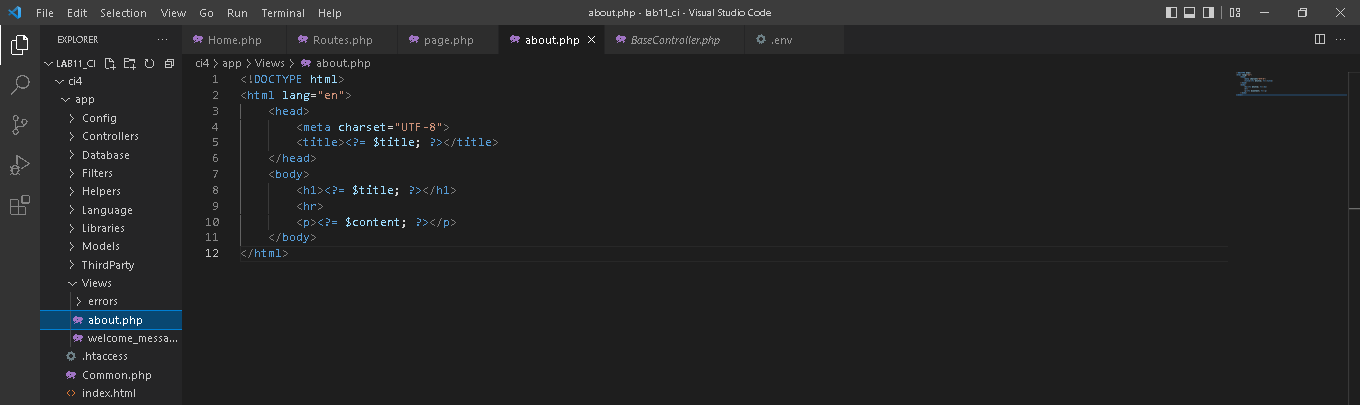 File Edit Selection View Go Run Terminal Help about.php - lab11_ci - Visual Studio Code
EXPLORER ··· Home.php Routes.php page.php about.php BaseController.php .env ···
LAB11_CI
ci4
app
Config
Controllers
Database
Filters
Helpers
Language
Libraries
Models
ThirdParty
Views
errors
about.php
welcome_messa...
.htaccess
Common.php
index.html
ci4 > app > Views > about.php
1 <!DOCTYPE html>
2 <html lang="en">
3 <head>
4 <meta charset="UTF-8">
5 <title><?= $title; ?></title>
6 </head>
7 <body>
8 <h1><?= $title; ?></h1>
9 <hr>
10 <p><?= $content; ?></p>
11 </body>
12 </html>